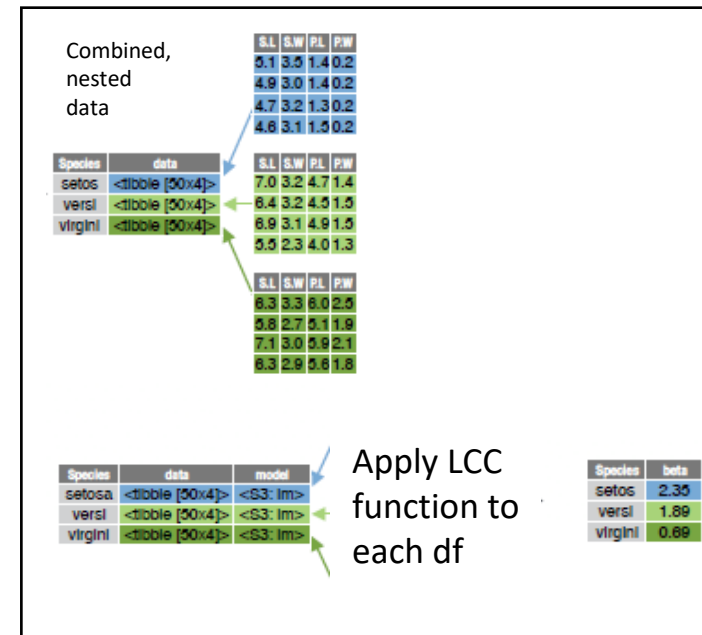 Combined,
nested
data
S.L S.W P.L P.W
5.1 3.5 1.4 0.2
4.9 3.0 1.4 0.2
4.7 3.2 1.3 0.2
4.6 3.1 1.5 0.2
Species data
setos <tibble [50x4]>
versi <tibble [50x4]>
virgini <tibble [50x4]>
S.L S.W P.L P.W
7.0 3.2 4.7 1.4
6.4 3.2 4.5 1.5
6.9 3.1 4.9 1.5
5.5 2.3 4.0 1.3
S.L S.W P.L P.W
6.3 3.3 6.0 2.5
5.8 2.7 5.1 1.9
7.1 3.0 5.9 2.1
6.3 2.9 5.6 1.8
Species data model
setosa <tibble [50x4]> <S3: lm>
versi <tibble [50x4]> <S3: lm>
virgini <tibble [50x4]> <S3: lm>
Apply LCC
function to
each df
Species beta
setos 2.35
versi 1.89
virgini 0.69